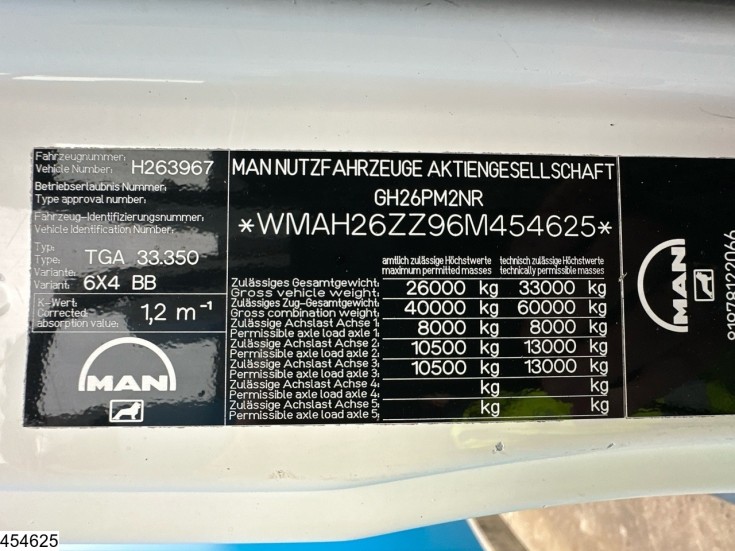 Fahrzeugnummer:
Vehicle Number: H263967
Betriebserlaubnis Nummer:
Type approval number:
Fahrzeug-Identifizierungsnummer:
Vehicle Identification Number:
Typ:
Type: TGA 33.350
Variante:
Variant 6X4 BB
K-Wert:
Corrected absorption value: 1,2 m⁻¹
MAN
MAN NUTZFAHRZEUGE AKTIENGESELLSCHAFT
GH26PM2NR
*WMAH26ZZ96M454625*
amtlich zulässige Höchstwerte technisch zulässige Höchstwerte
maximum permitted masses technically permissible masses
Zulässiges Gesamtgewicht:
Gross vehicle weight: 26000 kg 33000 kg
Zulässiges Zug-Gesamtgewicht:
Gross combination weight: 40000 kg 60000 kg
Zulässige Achslast Achse 1:
Permissible axle load axle 1: 8000 kg 8000 kg
Zulässige Achslast Achse 2:
Permissible axle load axle 2: 10500 kg 13000 kg
Zulässige Achslast Achse 3:
Permissible axle load axle 3: 10500 kg 13000 kg
Zulässige Achslast Achse 4:
Permissible axle load axle 4: kg kg
Zulässige Achslast Achse 5:
Permissible axle load axle 5: kg kg
MAN
81978122066
454625